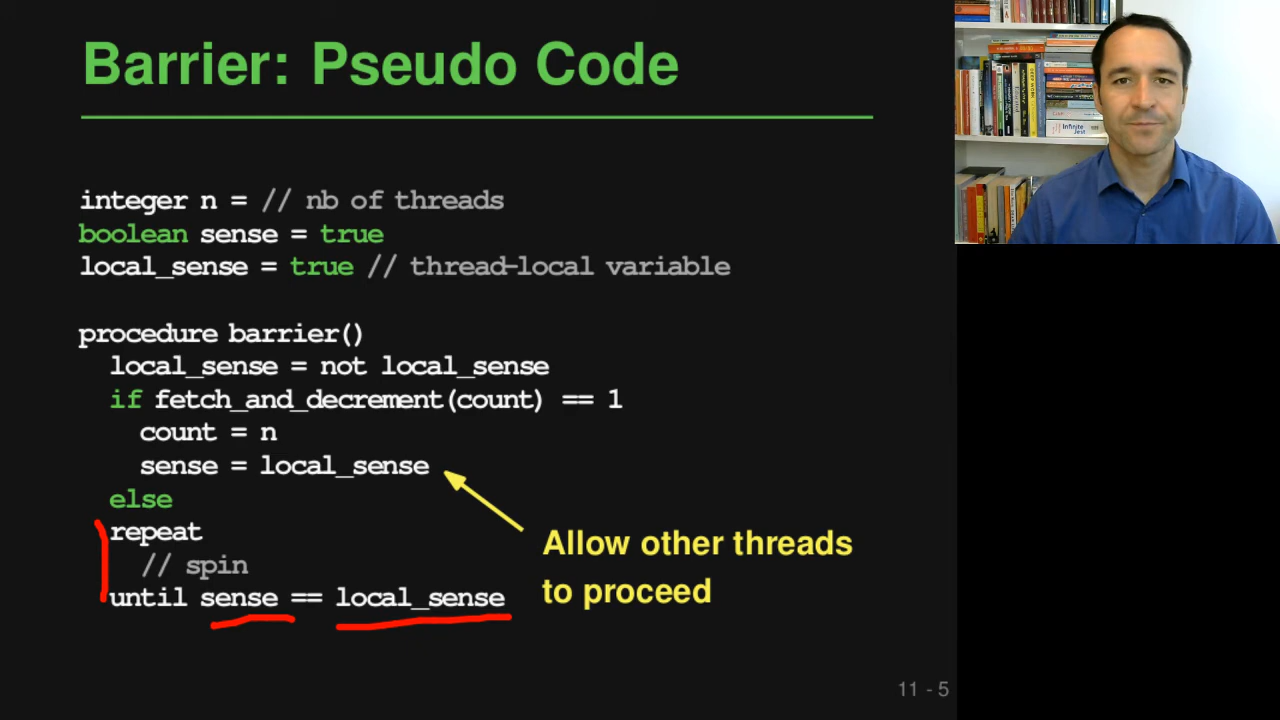 Barrier: Pseudo Code
integer n = // nb of threads
boolean sense = true
local_sense = true // thread-local variable
procedure barrier()
local_sense = not local_sense
if fetch_and_decrement(count) == 1
count = n
sense = local_sense
else
repeat
// spin
until sense == local_sense
Allow other threads
to proceed
11 - 5
Infinite
Jest